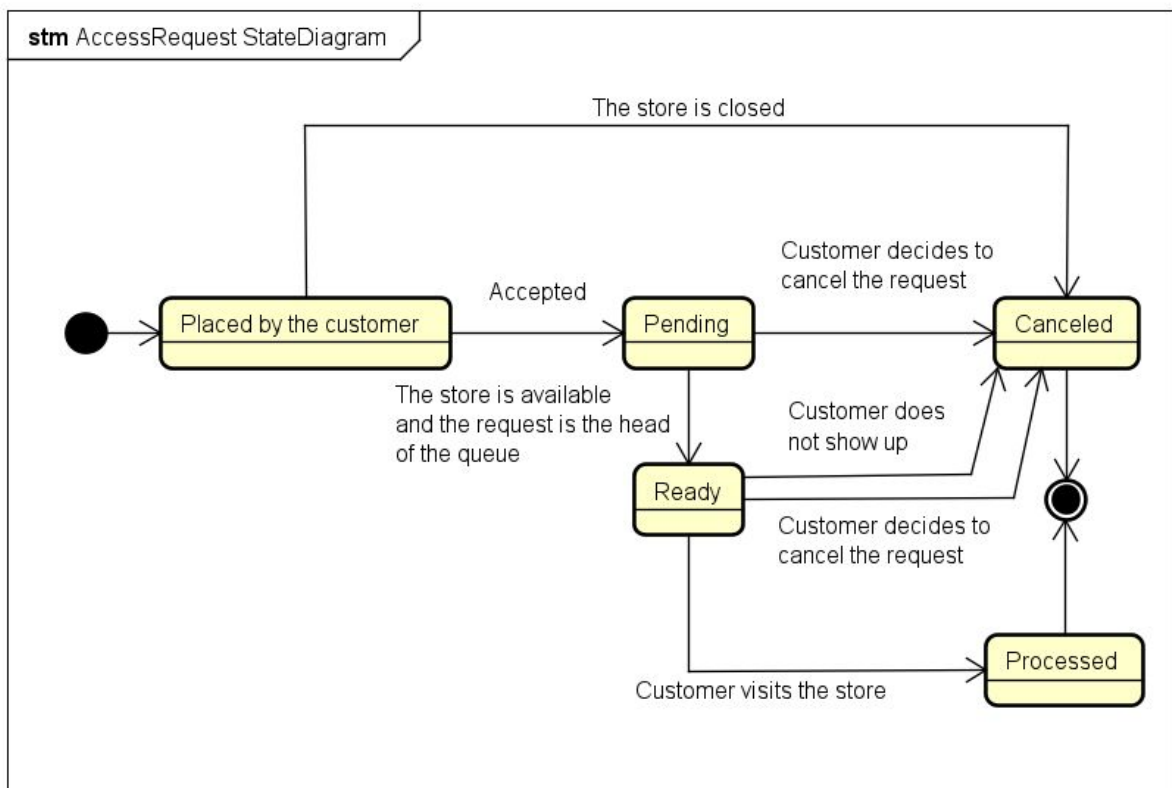 stm AccessRequest StateDiagram
The store is closed
Customer decides to
cancel the request
Accepted
Placed by the customer
Pending
Canceled
The store is available
and the request is the head
of the queue
Customer does
not show up
Ready
Customer decides to
cancel the request
Processed
Customer visits the store